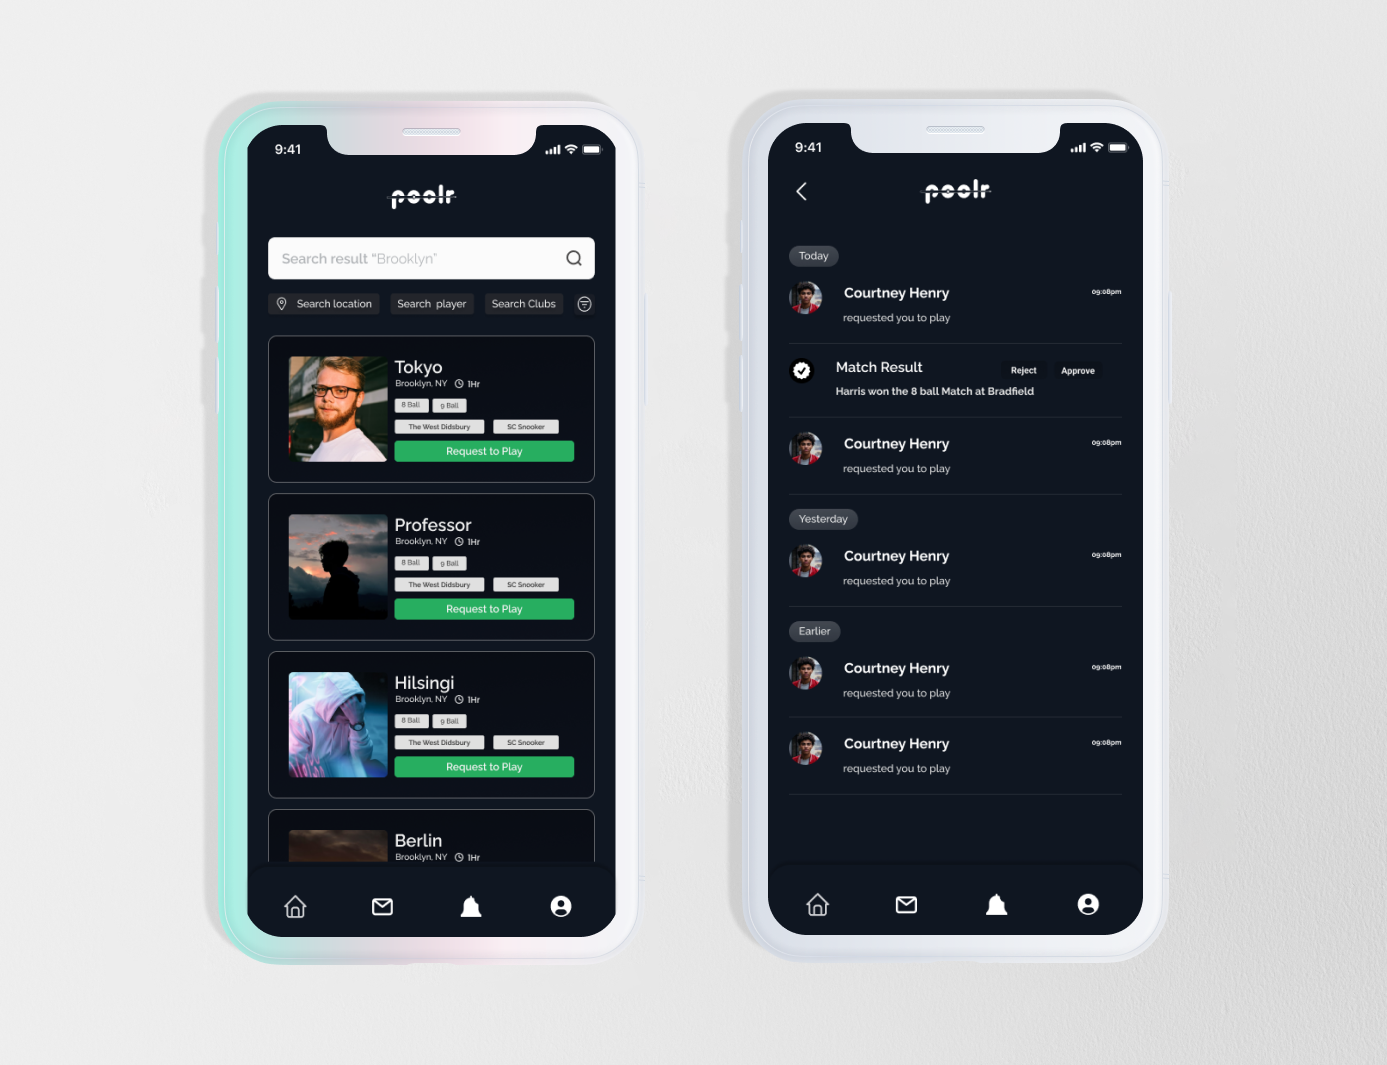 9:41
poolr
Search result “Brooklyn”
Search location
Search player
Search Clubs
Tokyo
Brooklyn, NY 1Hr
8 Ball 9 Ball
The West Didsbury SC Snooker
Request to Play
Professor
Brooklyn, NY 1Hr
8 Ball 9 Ball
The West Didsbury SC Snooker
Request to Play
Hilsingi
Brooklyn, NY 1Hr
8 Ball 9 Ball
The West Didsbury SC Snooker
Request to Play
Berlin
Brooklyn, NY 1Hr
9:41
poolr
Today
Courtney Henry 09:08pm
requested you to play
Match Result Reject Approve
Harris won the 8 ball Match at Bradfield
Courtney Henry 09:08pm
requested you to play
Yesterday
Courtney Henry 09:08pm
requested you to play
Earlier
Courtney Henry 09:08pm
requested you to play
Courtney Henry 09:08pm
requested you to play